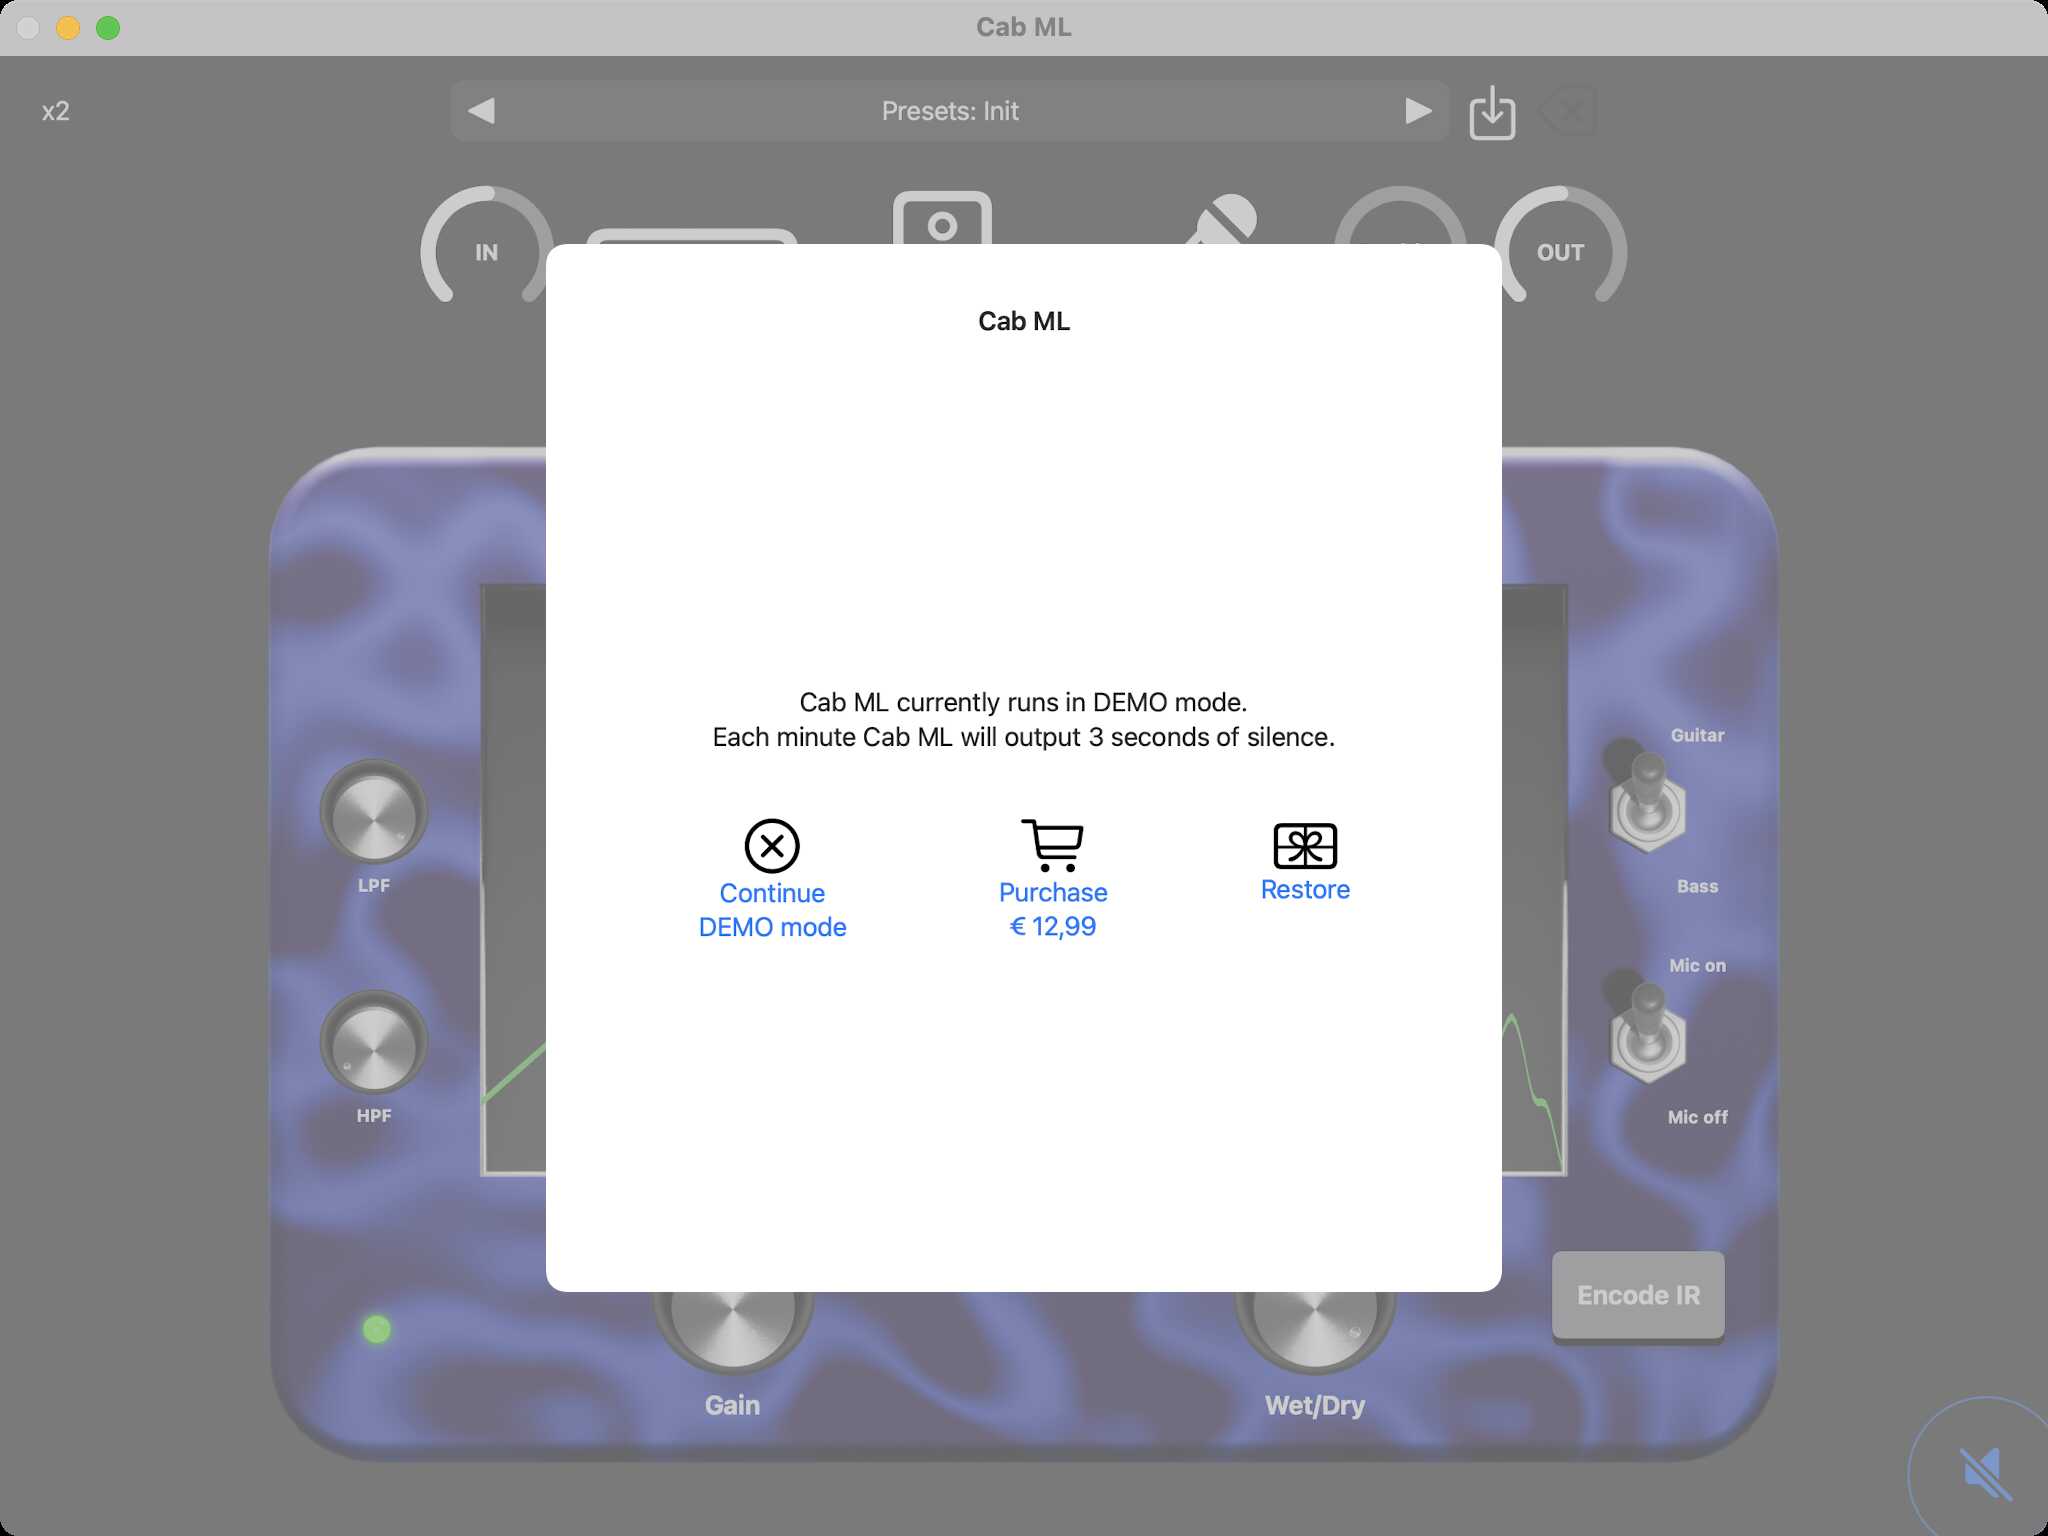 Cab ML
x2
Presets: Init
IN
OUT
Cab ML
Cab ML currently runs in DEMO mode.
Each minute Cab ML will output 3 seconds of silence.
Continue
DEMO mode
Purchase
€ 12,99
Restore
LPF
HPF
Guitar
Bass
Mic on
Mic off
Encode IR
Gain
Wet/Dry